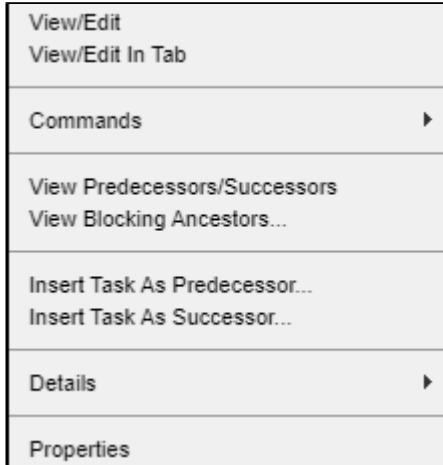 View/Edit
View/Edit In Tab
Commands
View Predecessors/Successors
View Blocking Ancestors...
Insert Task As Predecessor...
Insert Task As Successor...
Details
Properties